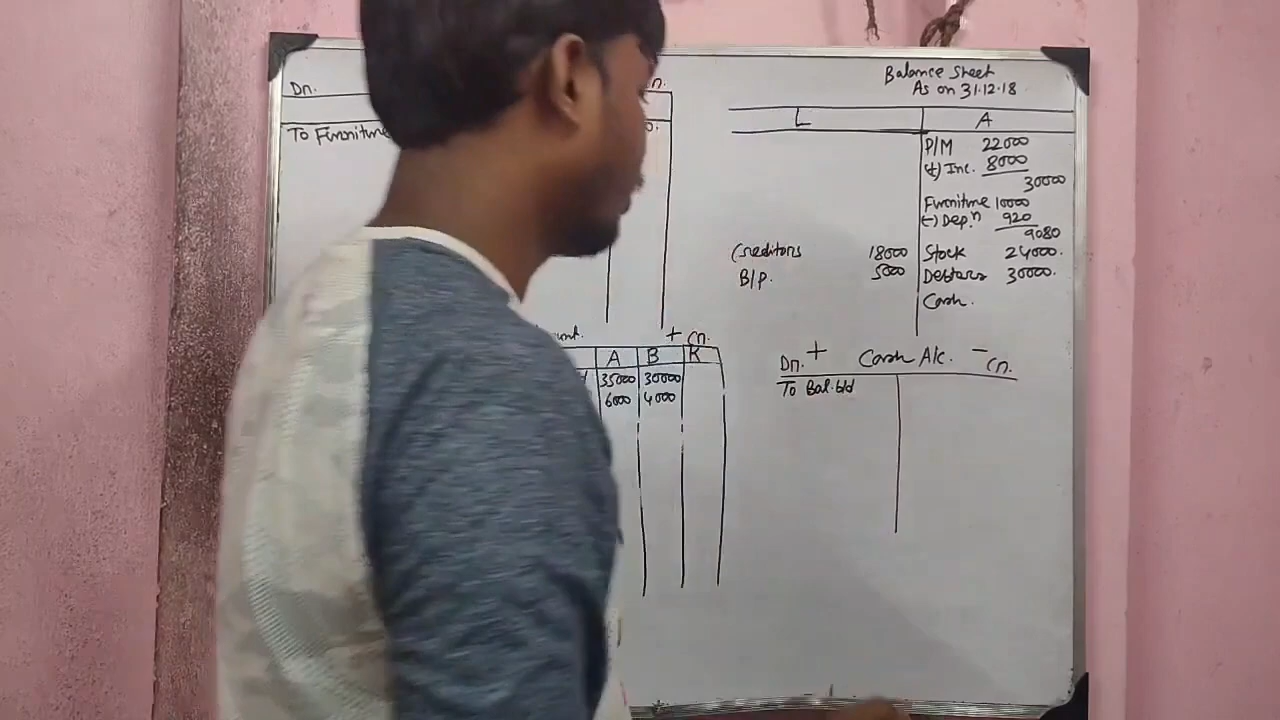 Dr.
To Furniture
Balance Sheet
As on 31.12.18
L A
P/M 22000
(+) Inc. 8000
30000
Furniture 10000
(-) Depn 920
9080
Creditors 18000 Stock 24000.
B/P. 5000 Debtors 30000.
Cash.
+ Cr.
A B K
35000 30000
6000 4000
Dr. + Cash A/c. - Cr.
To Bal. b/d